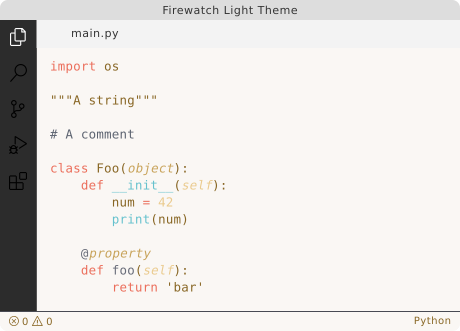 Firewatch Light Theme
main.py
import os
"""A string"""
# A comment
class Foo(object):
    def __init__(self):
        num = 42
        print(num)
    @property
    def foo(self):
        return 'bar'
0 0 Python